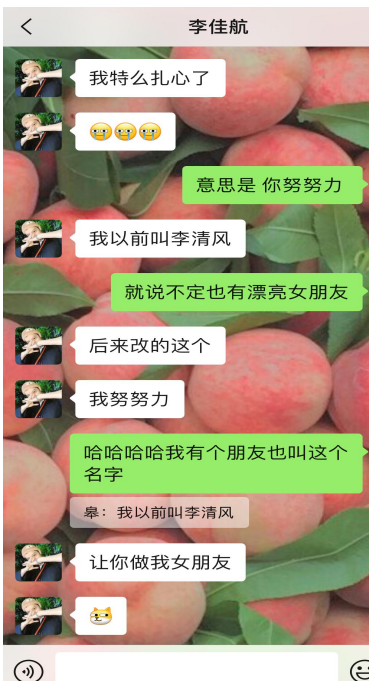 李佳航
我特么扎心了
意思是 你努努力
我以前叫李清风
就说不定也有漂亮女朋友
后来改的这个
我努努力
哈哈哈哈我有个朋友也叫这个
名字
皋：我以前叫李清风
让你做我女朋友